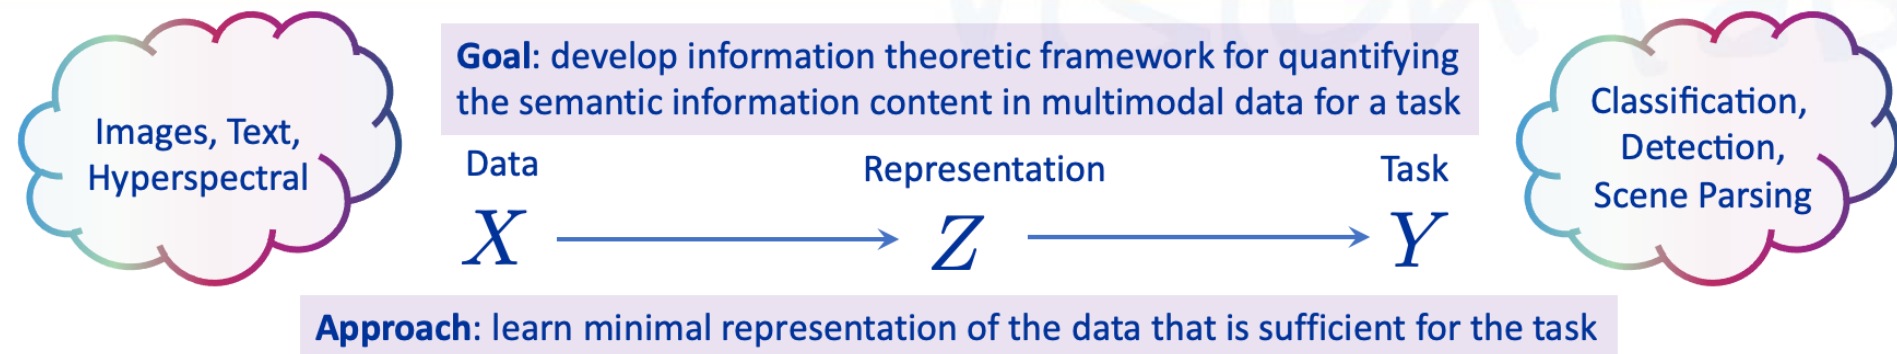 Vision Lab
Goal: develop information theoretic framework for quantifying
the semantic information content in multimodal data for a task
Images, Text,
Hyperspectral
Data
Representation
Task
X
Z
Y
Classification,
Detection,
Scene Parsing
Approach: learn minimal representation of the data that is sufficient for the task